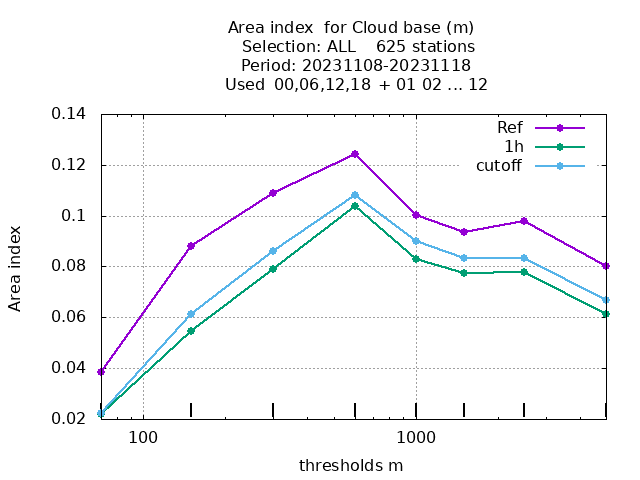 Area index  for Cloud base (m)
Selection: ALL    625 stations
Period: 20231108-20231118
Used  00,06,12,18  + 01 02 ... 12
0.14
0.12
0.1
0.08
0.06
0.04
0.02
Area index
Ref
1h
cutoff
100
1000
thresholds m